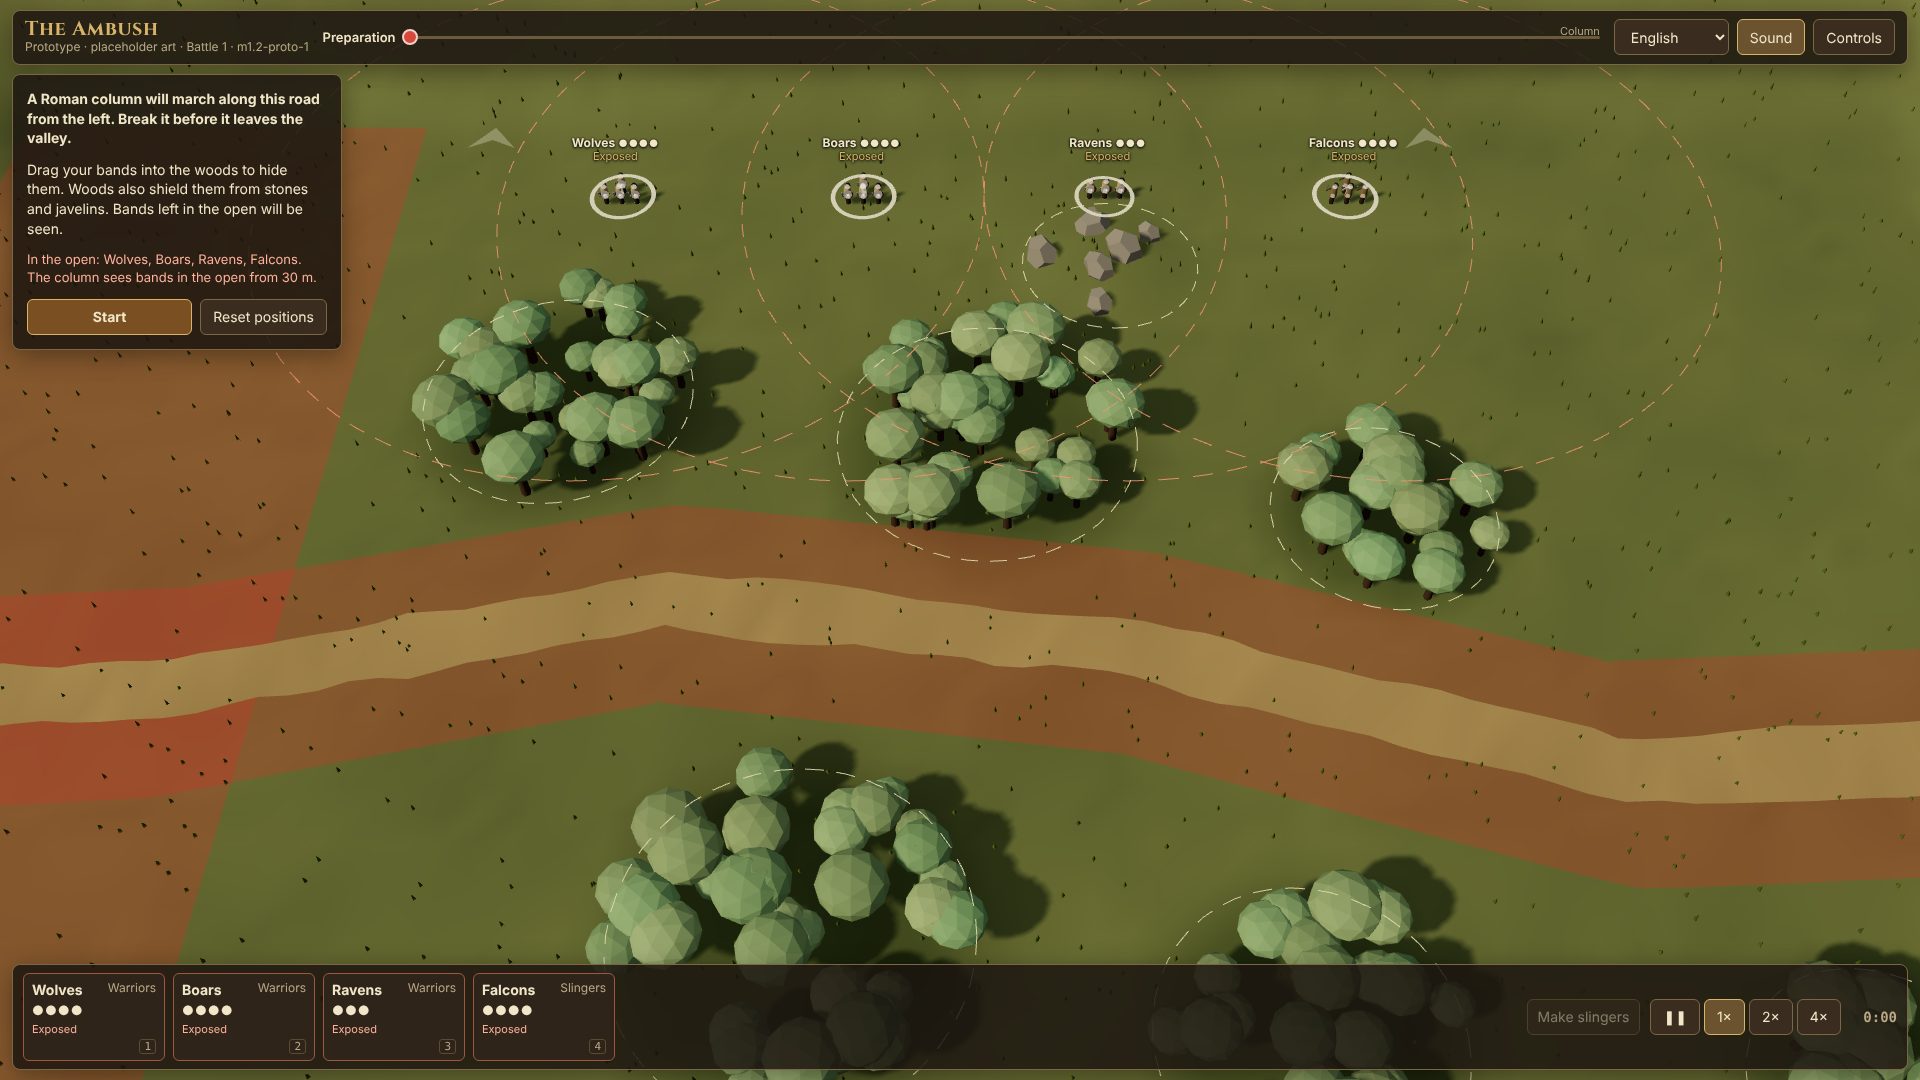 The Ambush
Prototype · placeholder art · Battle 1 · m1.2-proto-1
Preparation
Column
English
Sound
Controls
A Roman column will march along this road
from the left. Break it before it leaves the
valley.
Drag your bands into the woods to hide
them. Woods also shield them from stones
and javelins. Bands left in the open will be
seen.
In the open: Wolves, Boars, Ravens, Falcons.
The column sees bands in the open from 30 m.
Start
Reset positions
Wolves
Exposed
Boars
Exposed
Ravens
Exposed
Falcons
Exposed
Wolves Warriors
Exposed
1
Boars Warriors
Exposed
2
Ravens Warriors
Exposed
3
Falcons Slingers
Exposed
4
Make slingers
1×
2×
4×
0:00